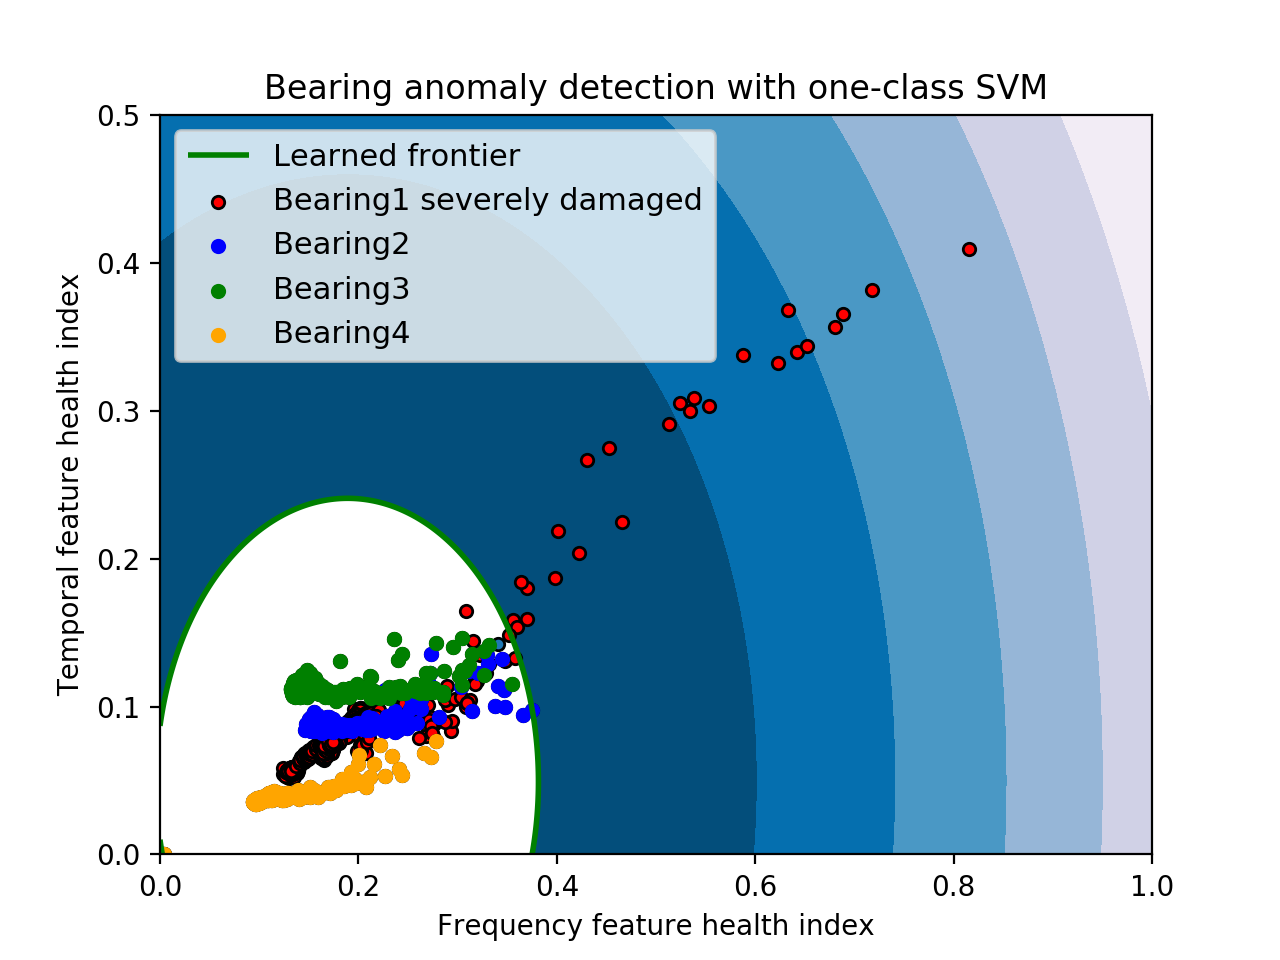 Bearing anomaly detection with one-class SVM
0.5
0.4
0.3
0.2
0.1
0.0
Temporal feature health index
Learned frontier
Bearing1 severely damaged
Bearing2
Bearing3
Bearing4
0.0 0.2 0.4 0.6 0.8 1.0
Frequency feature health index